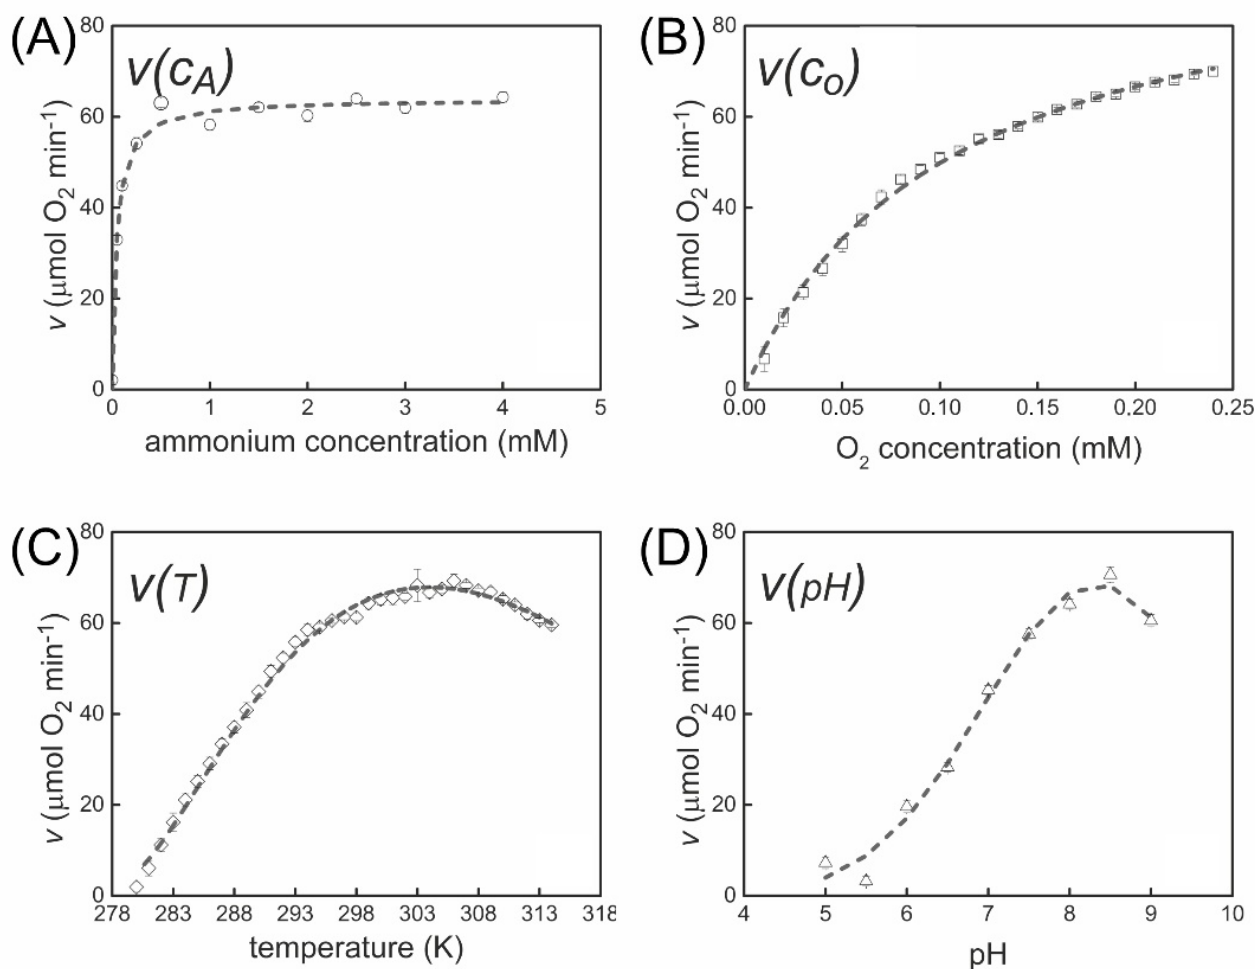 (A)
v(cA)
80
60
40
20
0
v (μmol O2 min-1)
0 1 2 3 4 5
ammonium concentration (mM)
(B)
v(cO)
80
60
40
20
0
v (μmol O2 min-1)
0.00 0.05 0.10 0.15 0.20 0.25
O2 concentration (mM)
(C)
v(T)
80
60
40
20
0
v (μmol O2 min-1)
278 283 288 293 298 303 308 313 318
temperature (K)
(D)
v(pH)
80
60
40
20
0
v (μmol O2 min-1)
4 5 6 7 8 9 10
pH